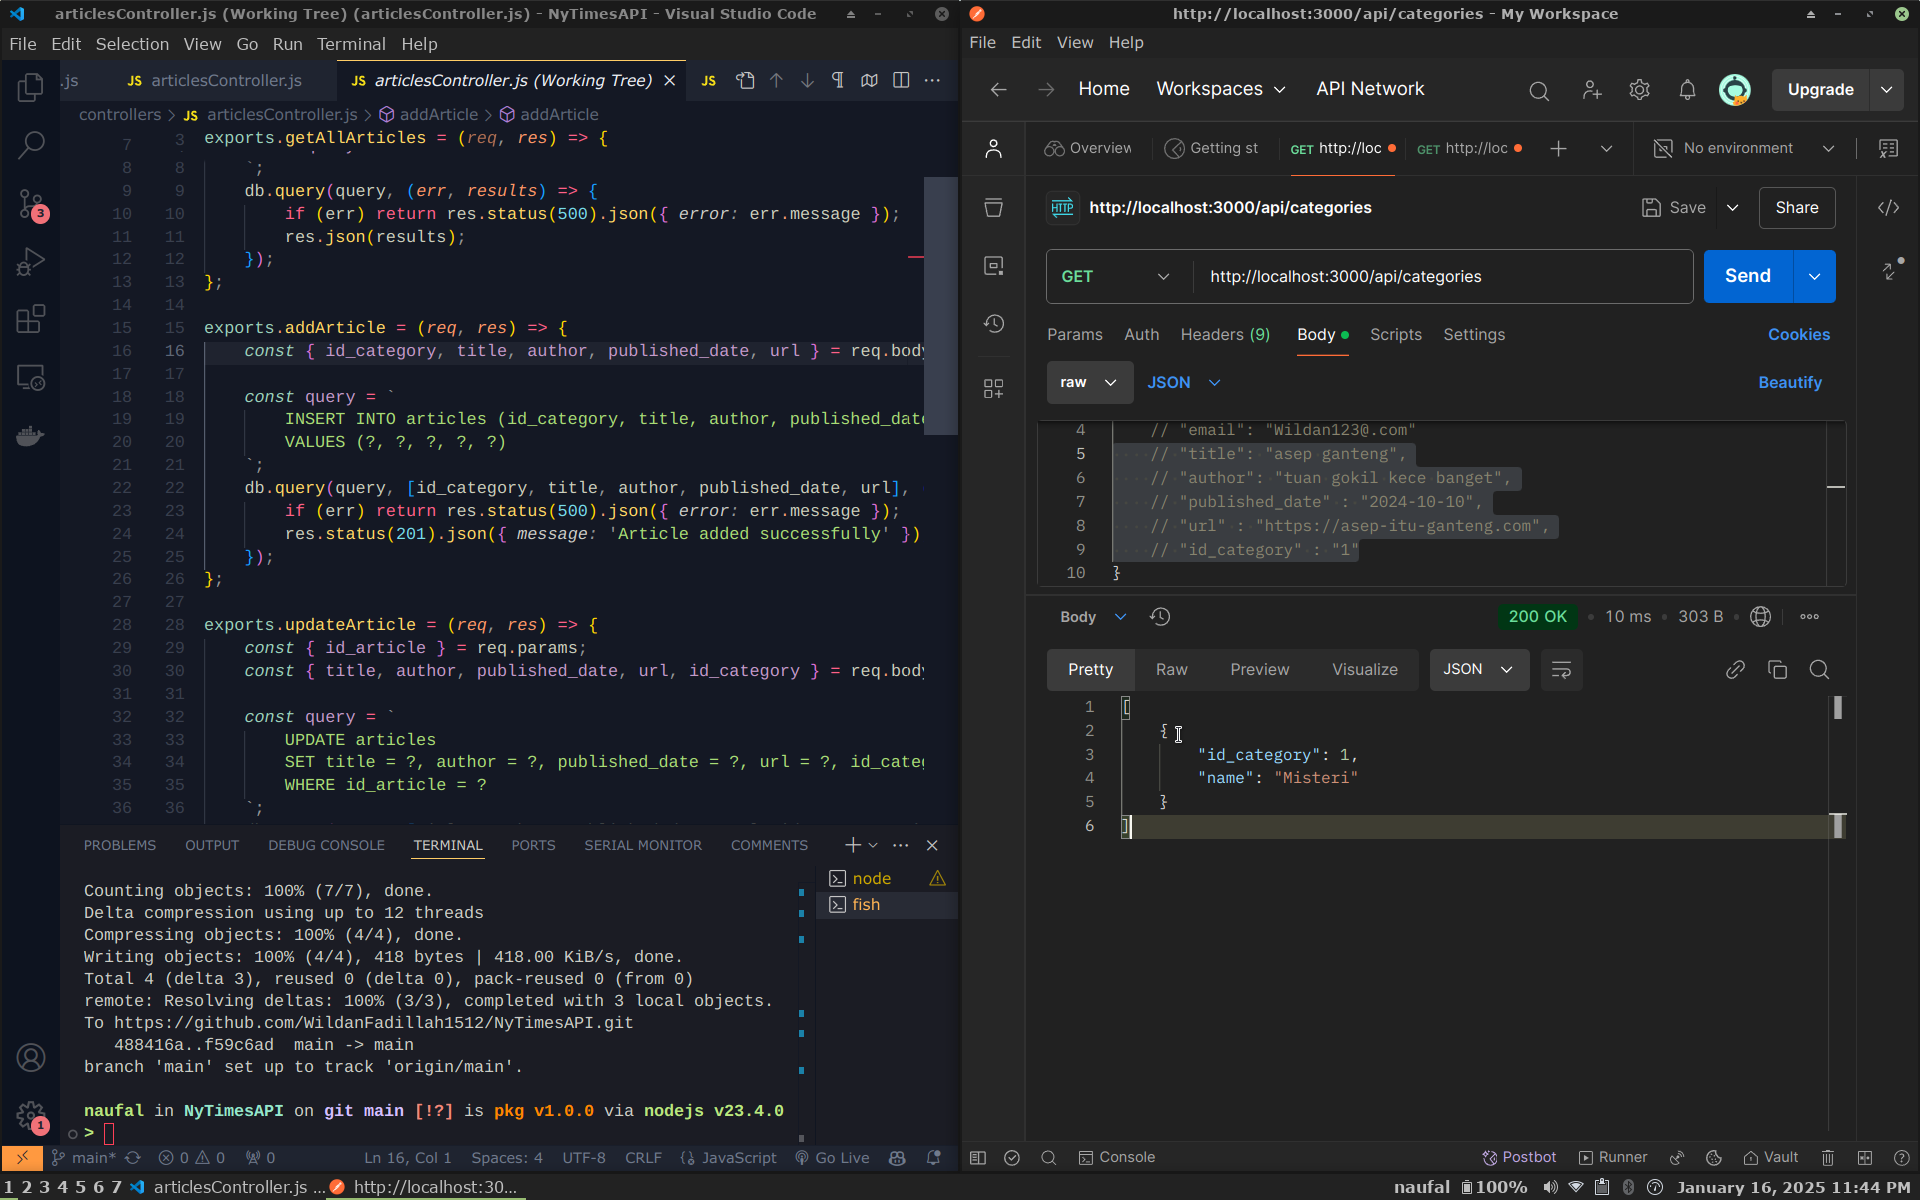 articlesController.js (Working Tree) (articlesController.js) - NyTimesAPI - Visual Studio Code
File Edit Selection View Go Run Terminal Help
.js JS articlesController.js JS articlesController.js (Working Tree) JS
controllers > JS articlesController.js > addArticle > addArticle
7 3 exports.getAllArticles = (req, res) => {
8 8 `;
9 9 db.query(query, (err, results) => {
10 10 if (err) return res.status(500).json({ error: err.message });
11 11 res.json(results);
12 12 });
13 13 };
14 14
15 15 exports.addArticle = (req, res) => {
16 16 const { id_category, title, author, published_date, url } = req.body
17 17
18 18 const query = `
19 19 INSERT INTO articles (id_category, title, author, published_date
20 20 VALUES (?, ?, ?, ?, ?)
21 21 `;
22 22 db.query(query, [id_category, title, author, published_date, url],
23 23 if (err) return res.status(500).json({ error: err.message });
24 24 res.status(201).json({ message: 'Article added successfully' })
25 25 });
26 26 };
27 27
28 28 exports.updateArticle = (req, res) => {
29 29 const { id_article } = req.params;
30 30 const { title, author, published_date, url, id_category } = req.body
31 31
32 32 const query = `
33 33 UPDATE articles
34 34 SET title = ?, author = ?, published_date = ?, url = ?, id_cate
35 35 WHERE id_article = ?
36 36 `;
PROBLEMS OUTPUT DEBUG CONSOLE TERMINAL PORTS SERIAL MONITOR COMMENTS
Counting objects: 100% (7/7), done.
Delta compression using up to 12 threads
Compressing objects: 100% (4/4), done.
Writing objects: 100% (4/4), 418 bytes | 418.00 KiB/s, done.
Total 4 (delta 3), reused 0 (delta 0), pack-reused 0 (from 0)
remote: Resolving deltas: 100% (3/3), completed with 3 local objects.
To https://github.com/WildanFadillah1512/NyTimesAPI.git
488416a..f59c6ad main -> main
branch 'main' set up to track 'origin/main'.
naufal in NyTimesAPI on git main [!?] is pkg v1.0.0 via nodejs v23.4.0
>
node
fish
3
1
main* 0 0 0 Ln 16, Col 1 Spaces: 4 UTF-8 CRLF JavaScript Go Live
http://localhost:3000/api/categories - My Workspace
File Edit View Help
Home Workspaces API Network Upgrade
Overview Getting st GET http://loc GET http://loc No environment
HTTP http://localhost:3000/api/categories Save Share
GET http://localhost:3000/api/categories Send
Params Auth Headers (9) Body Scripts Settings Cookies
raw JSON Beautify
4 // "email": "Wildan123@.com"
5 // "title": "asep ganteng",
6 // "author": "tuan gokil kece banget",
7 // "published_date" : "2024-10-10",
8 // "url" : "https://asep-itu-ganteng.com",
9 // "id_category" : "1"
10 }
Body 200 OK 10 ms 303 B
Pretty Raw Preview Visualize JSON
1 [
2 {
3 "id_category": 1,
4 "name": "Misteri"
5 }
6 ]
Console Postbot Runner Vault
1 2 3 4 5 6 7 articlesController.js ... http://localhost:30... naufal 100% January 16, 2025 11:44 PM